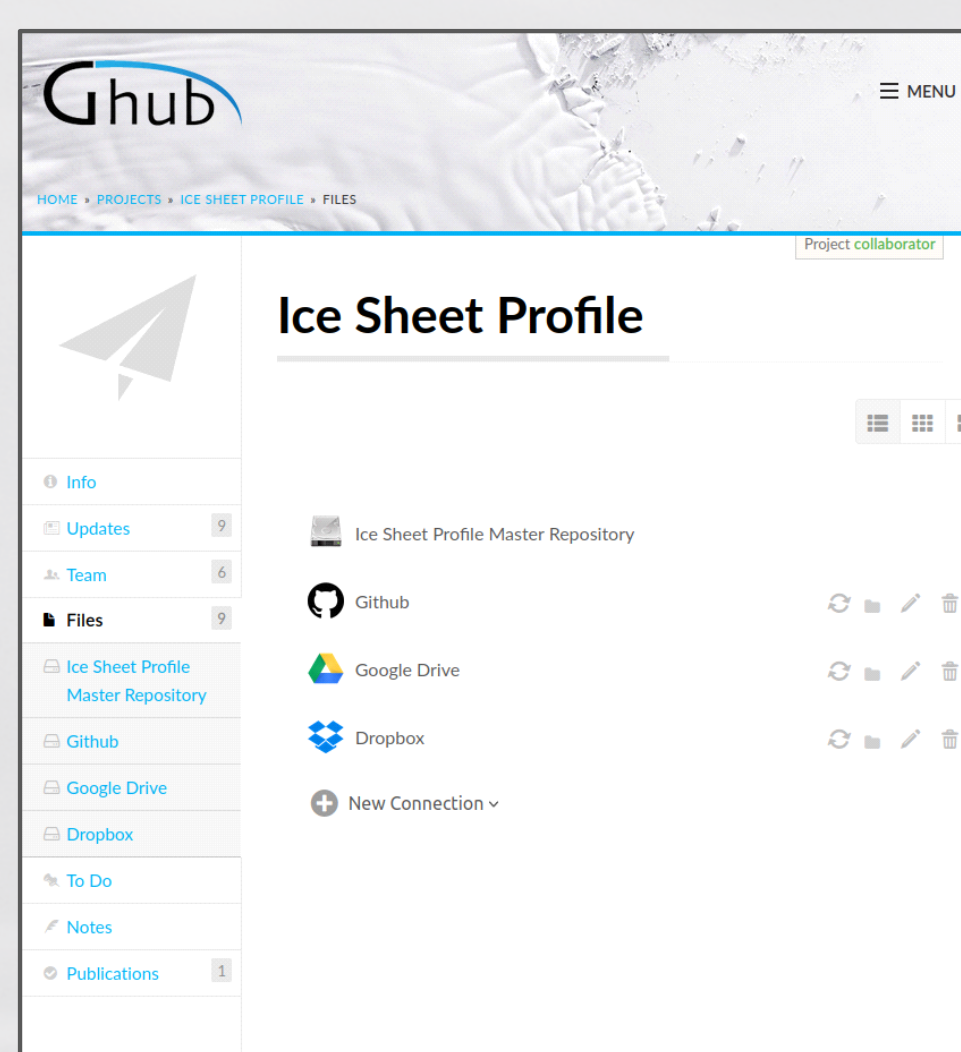 Ghub
MENU
HOME » PROJECTS » ICE SHEET PROFILE » FILES
Project collaborator
Ice Sheet Profile
Info
Updates 9
Team 6
Files 9
Ice Sheet Profile
Master Repository
Github
Google Drive
Dropbox
To Do
Notes
Publications 1
Ice Sheet Profile Master Repository
Github
Google Drive
Dropbox
New Connection